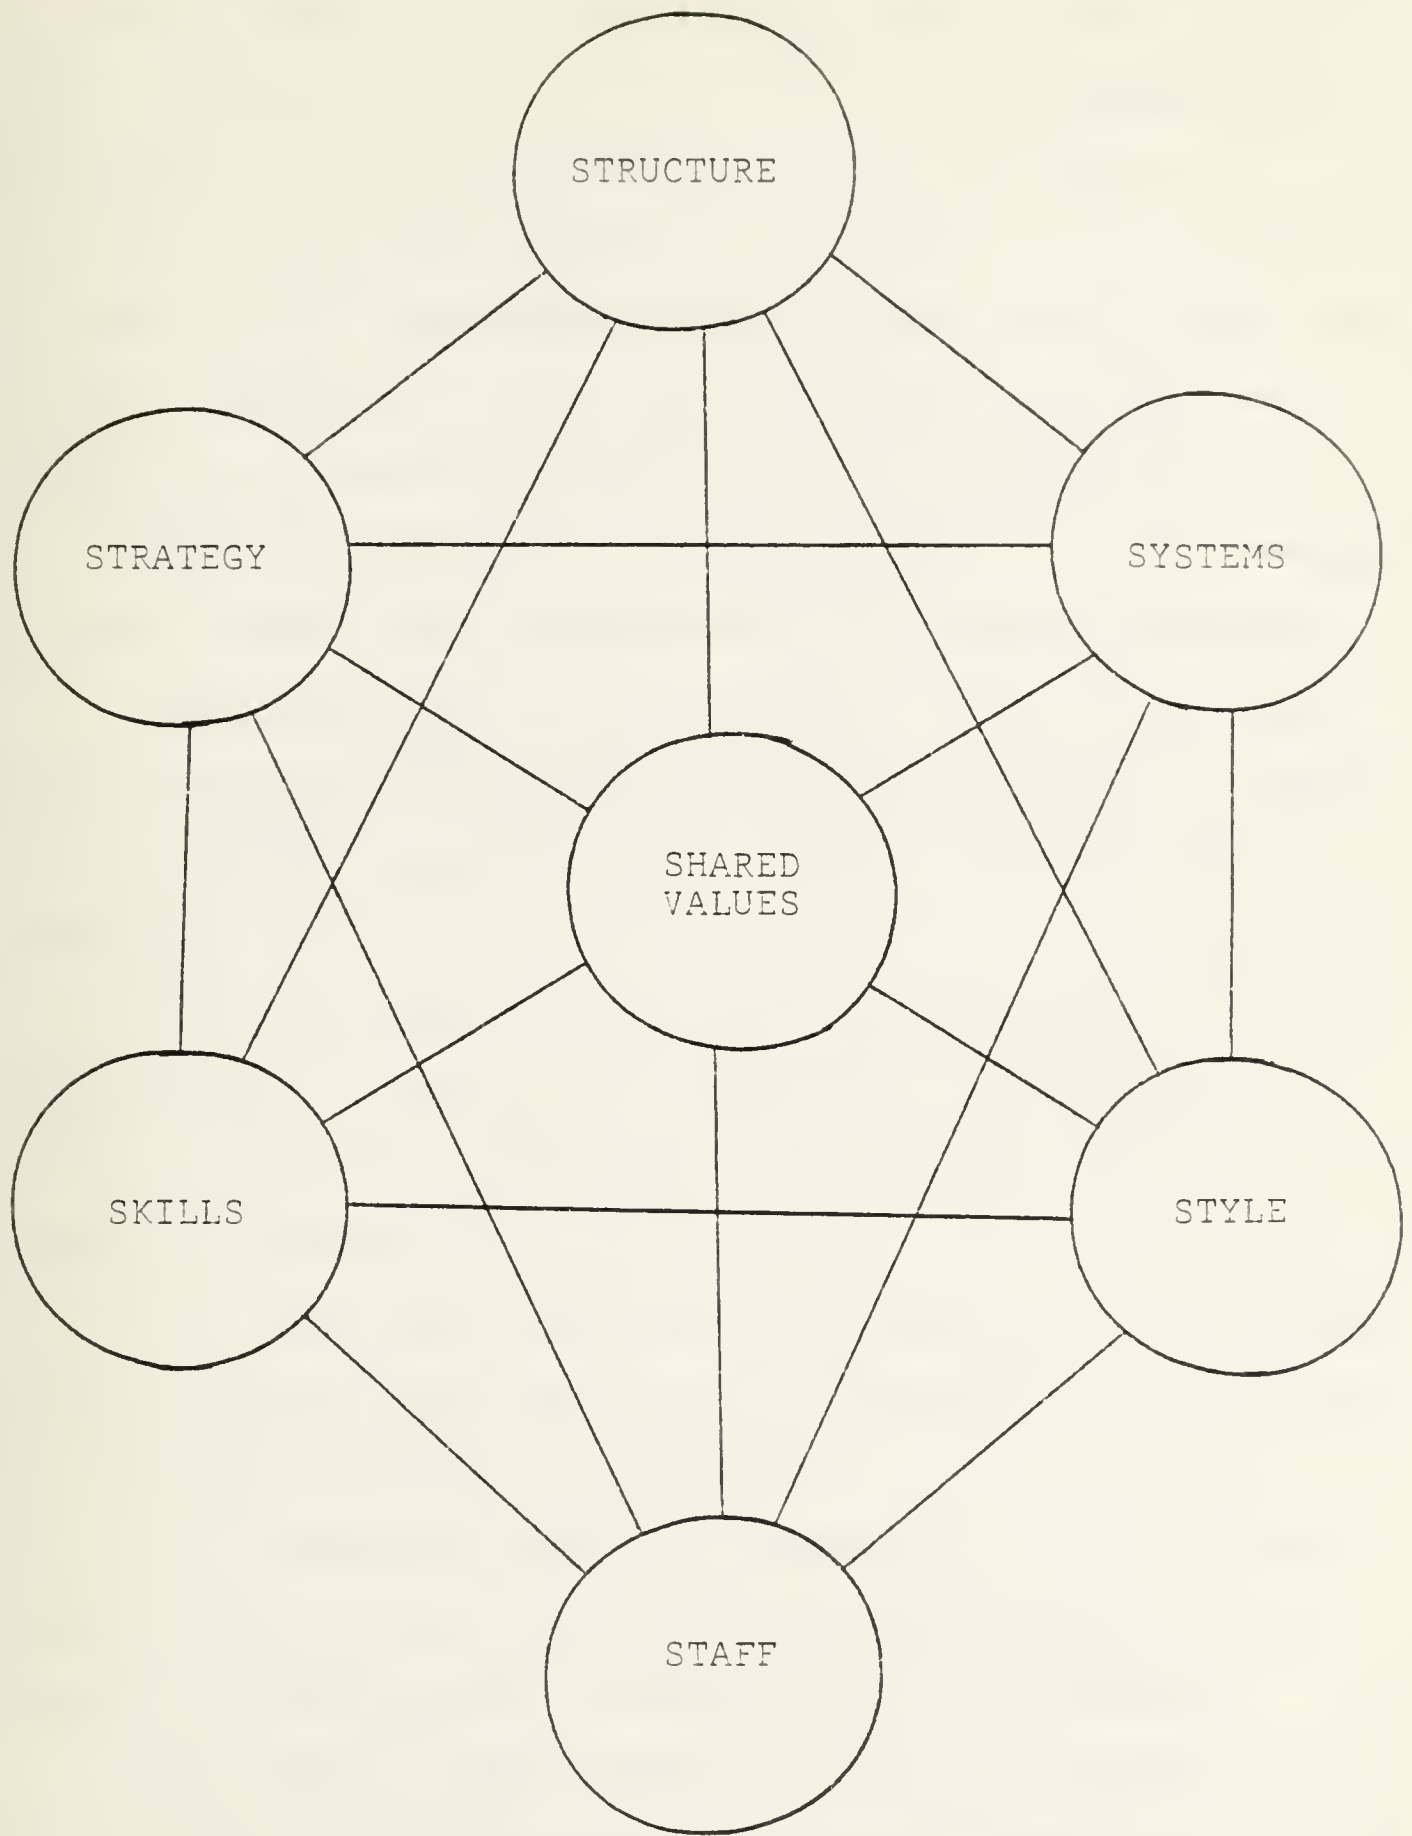 STRUCTURE
STRATEGY
SYSTEMS
SHARED
VALUES
SKILLS
STYLE
STAFF